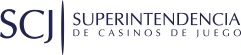 SCJ
SUPERINTENDENCIA
DE CASINOS DE JUEGO